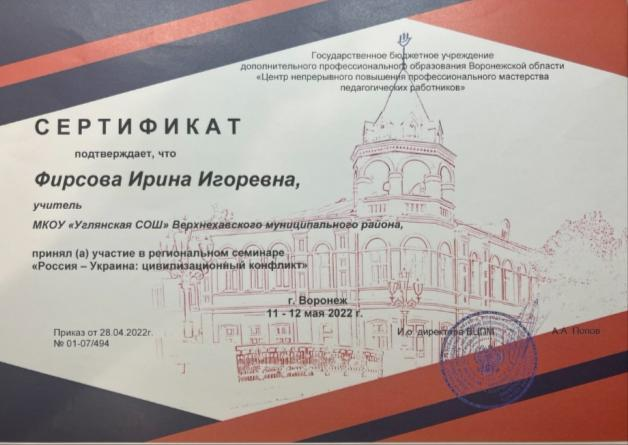 Государственное бюджетное учреждение
дополнительного профессионального образования Воронежской области
«Центр непрерывного повышения профессионального мастерства
педагогических работников»
СЕРТИФИКАТ
подтверждает, что
Фирсова Ирина Игоревна,
учитель
МКОУ «Углянская СОШ» Верхнехавского муниципального района,
принял (а) участие в региональном семинаре
«Россия – Украина: цивилизационный конфликт»
г. Воронеж
11 - 12 мая 2022 г.
Приказ от 28.04.2022г.
№ 01-07/494
И.о. директора ВЦПМ
А.А. Попов